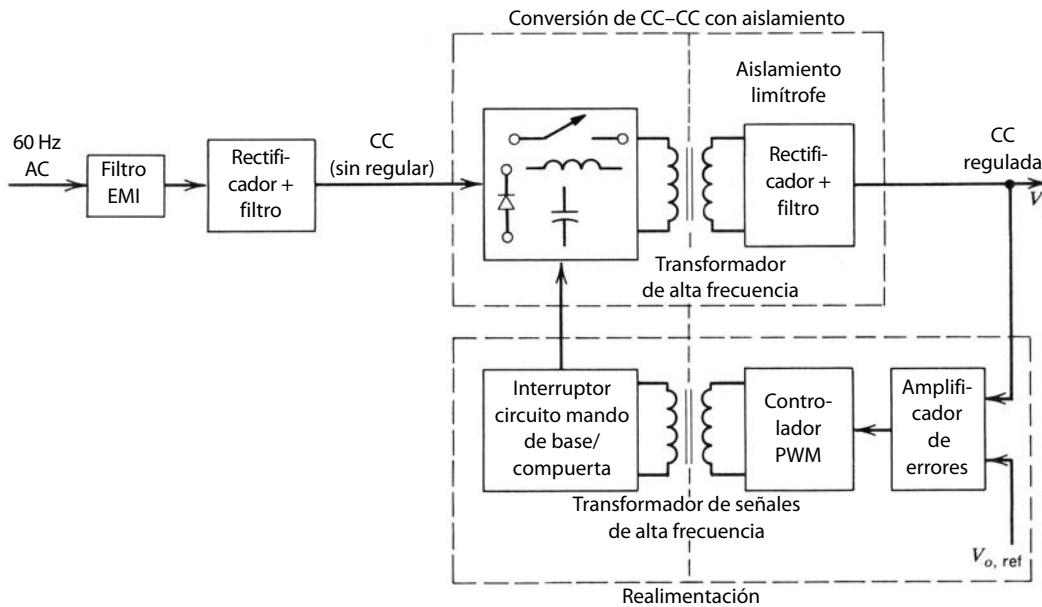 Conversión de CC–CC con aislamiento
Aislamiento
limítrofe
60 Hz
AC
Filtro
EMI
Rectifi-
cador +
filtro
CC
(sin regular)
Rectifi-
cador +
filtro
CC
regulada
V
Transformador
de alta frecuencia
Interruptor
circuito mando
de base/
compuerta
Contro-
lador
PWM
Amplifi-
cador
de
errores
Transformador de señales
de alta frecuencia
Vo, ref
Realimentación